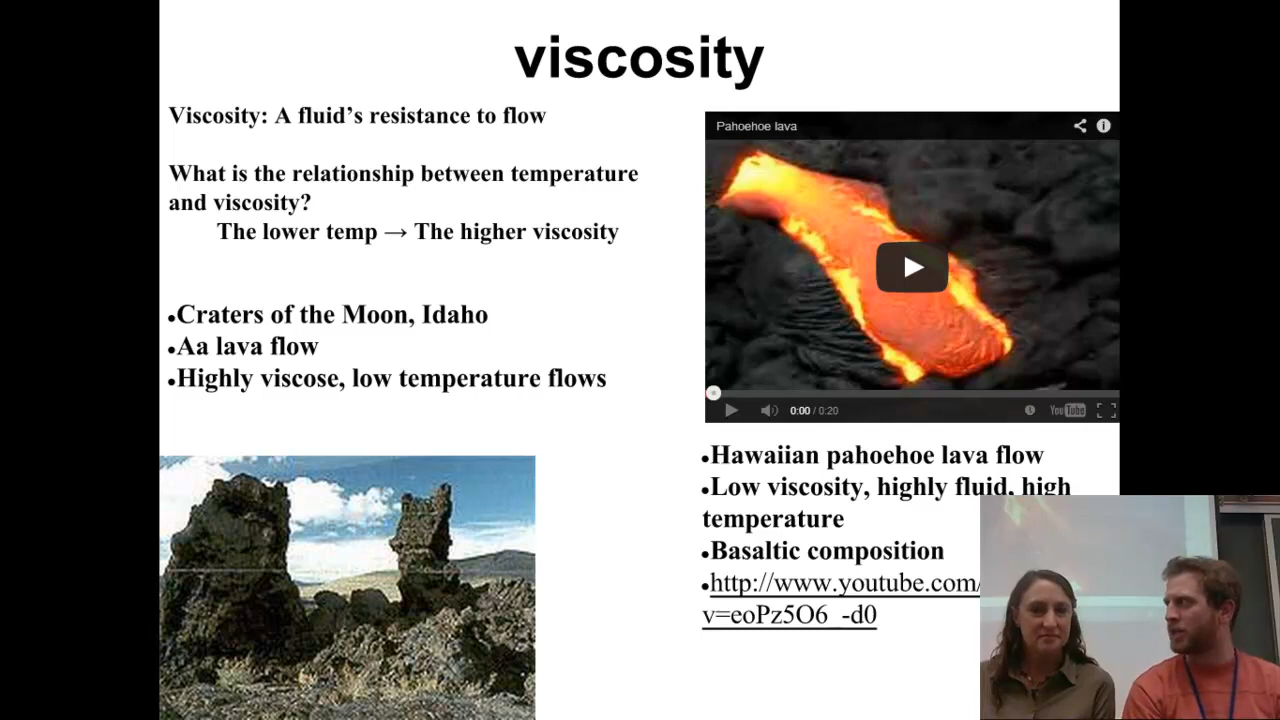 viscosity
Viscosity: A fluid's resistance to flow
What is the relationship between temperature
and viscosity?
The lower temp → The higher viscosity
●Craters of the Moon, Idaho
●Aa lava flow
●Highly viscose, low temperature flows
Pahoehoe lava
0:00 / 0:20
YouTube
●Hawaiian pahoehoe lava flow
●Low viscosity, highly fluid, high
temperature
●Basaltic composition
●http://www.youtube.com/
v=eoPz5O6_-d0